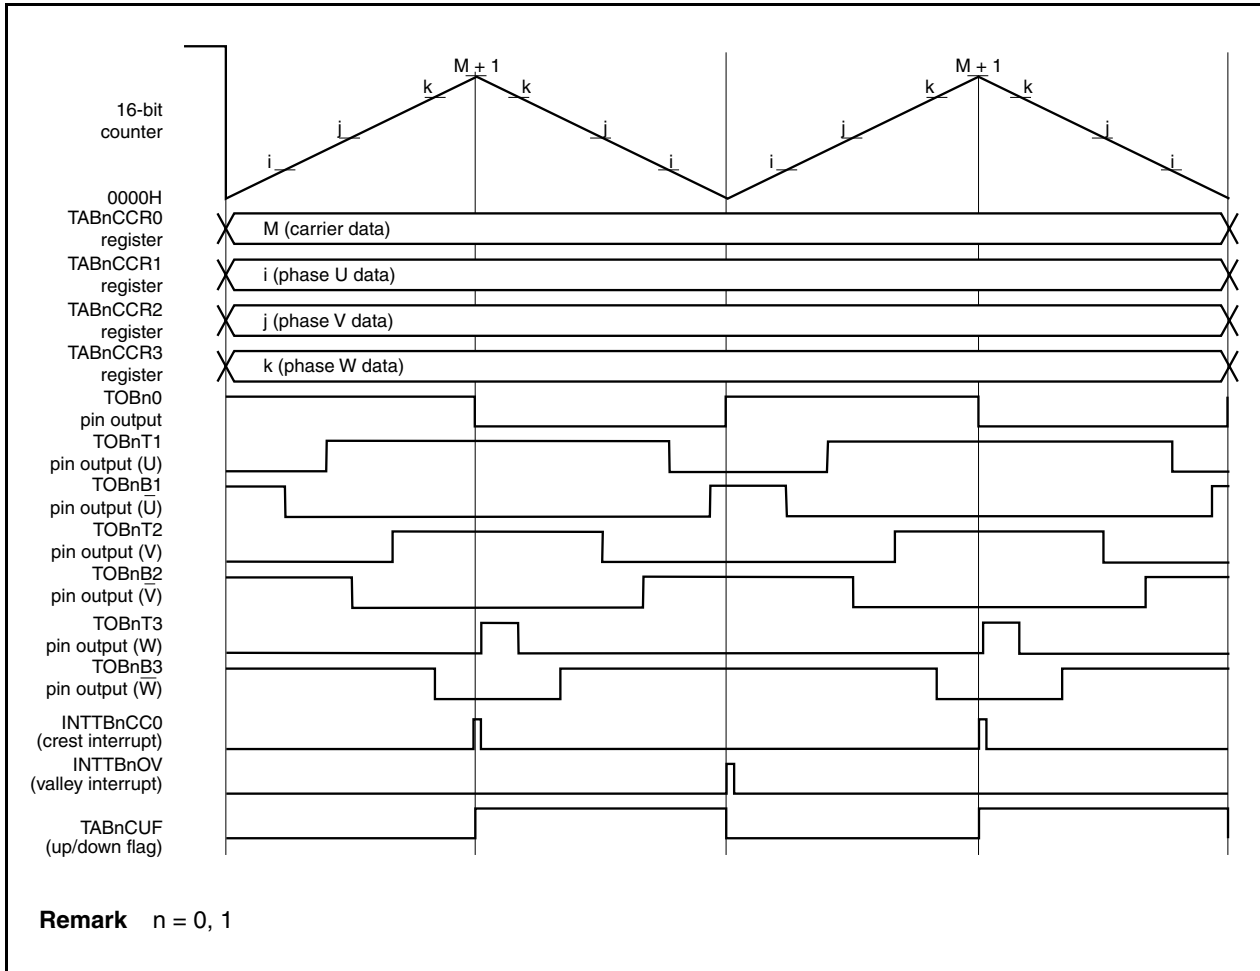 M + 1
M + 1
k
k
k
k
16-bit
counter
j
j
j
j
i
i
i
i
0000H
TABnCCR0
register
M (carrier data)
TABnCCR1
register
i (phase U data)
TABnCCR2
register
j (phase V data)
TABnCCR3
register
k (phase W data)
TOBn0
pin output
TOBnT1
pin output (U)
TOBnB1
pin output (U̅)
TOBnT2
pin output (V)
TOBnB2
pin output (V̅)
TOBnT3
pin output (W)
TOBnB3
pin output (W̅)
INTTBnCC0
(crest interrupt)
INTTBnOV
(valley interrupt)
TABnCUF
(up/down flag)
Remark n = 0, 1